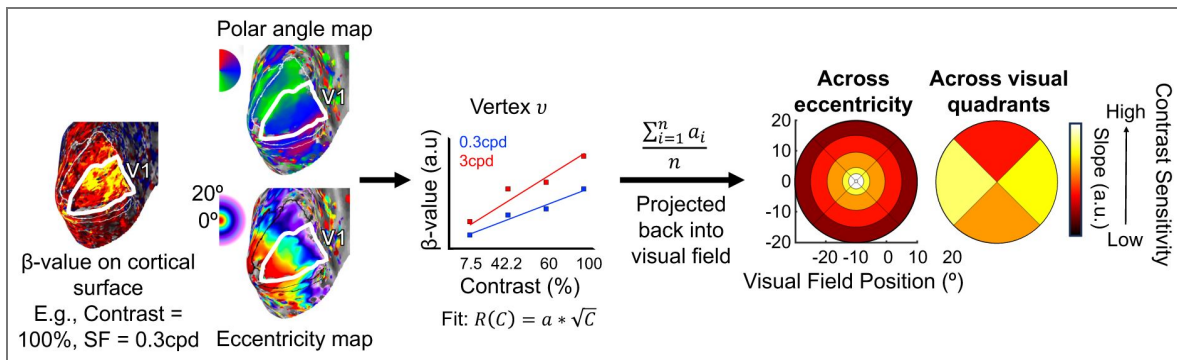 Polar angle map
V1
V1
β-value on cortical
surface
E.g., Contrast =
100%, SF = 0.3cpd
20º
0º
V1
Eccentricity map
Vertex υ
0.3cpd
3cpd
β-value (a.u)
7.5 42.2 60 100
Contrast (%)
Fit: R(C) = a * √C
∑ⁿᵢ₌₁ aᵢ
n
Projected
back into
visual field
Across
eccentricity
20
10
0
-10
-20
-20 -10 0 10 20
Visual Field Position (º)
Across visual
quadrants
Slope (a.u.)
High
Low
Contrast Sensitivity